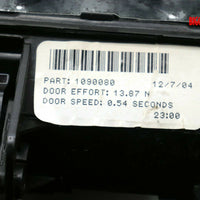 PART: 1090080 12/7/04
DOOR EFFORT: 13.87 N
DOOR SPEED: 0.54 SECONDS
23:00